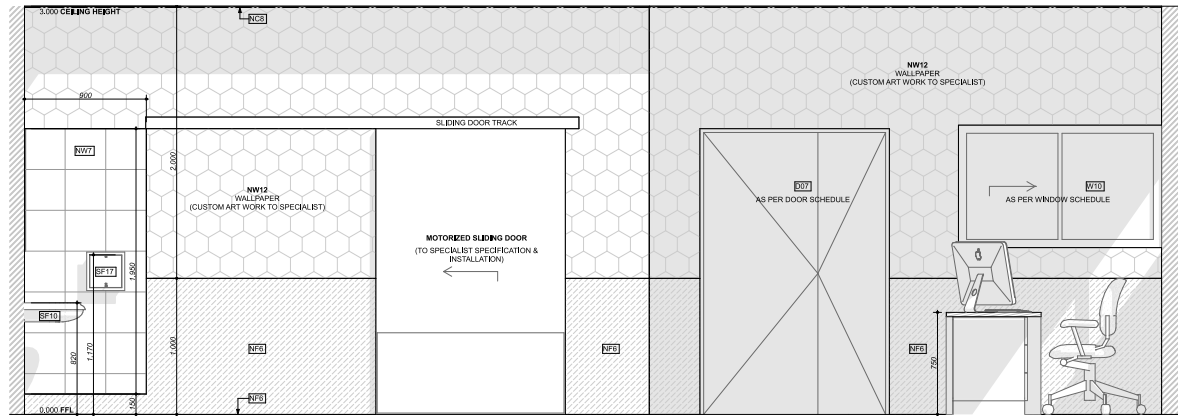 3.000 CEILING HEIGHT
NC8
900
SLIDING DOOR TRACK
NW7
2.000
NW12
WALLPAPER
(CUSTOM ART WORK TO SPECIALIST)
MOTORIZED SLIDING DOOR
(TO SPECIALIST SPECIFICATION &
INSTALLATION)
NW12
WALLPAPER
(CUSTOM ART WORK TO SPECIALIST)
D07
AS PER DOOR SCHEDULE
W10
AS PER WINDOW SCHEDULE
SF17
1,950
SF10
820
1,170
1.000
NF6
NF6
NF6
750
150
NF6
0.000 FFL